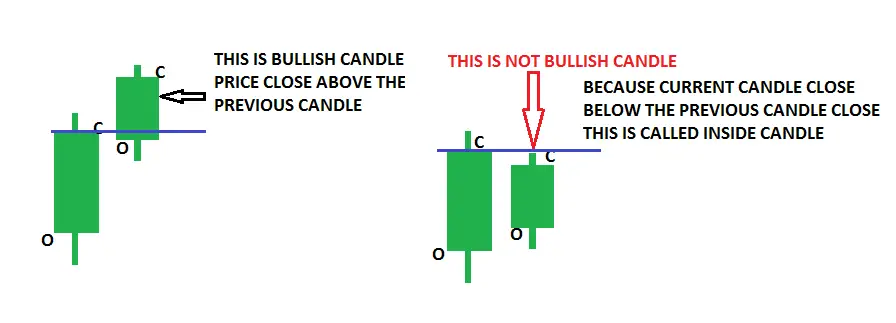 THIS IS BULLISH CANDLE
PRICE CLOSE ABOVE THE
PREVIOUS CANDLE
C
C
O
O
THIS IS NOT BULLISH CANDLE
BECAUSE CURRENT CANDLE CLOSE
BELOW THE PREVIOUS CANDLE CLOSE
THIS IS CALLED INSIDE CANDLE
C
C
O
O